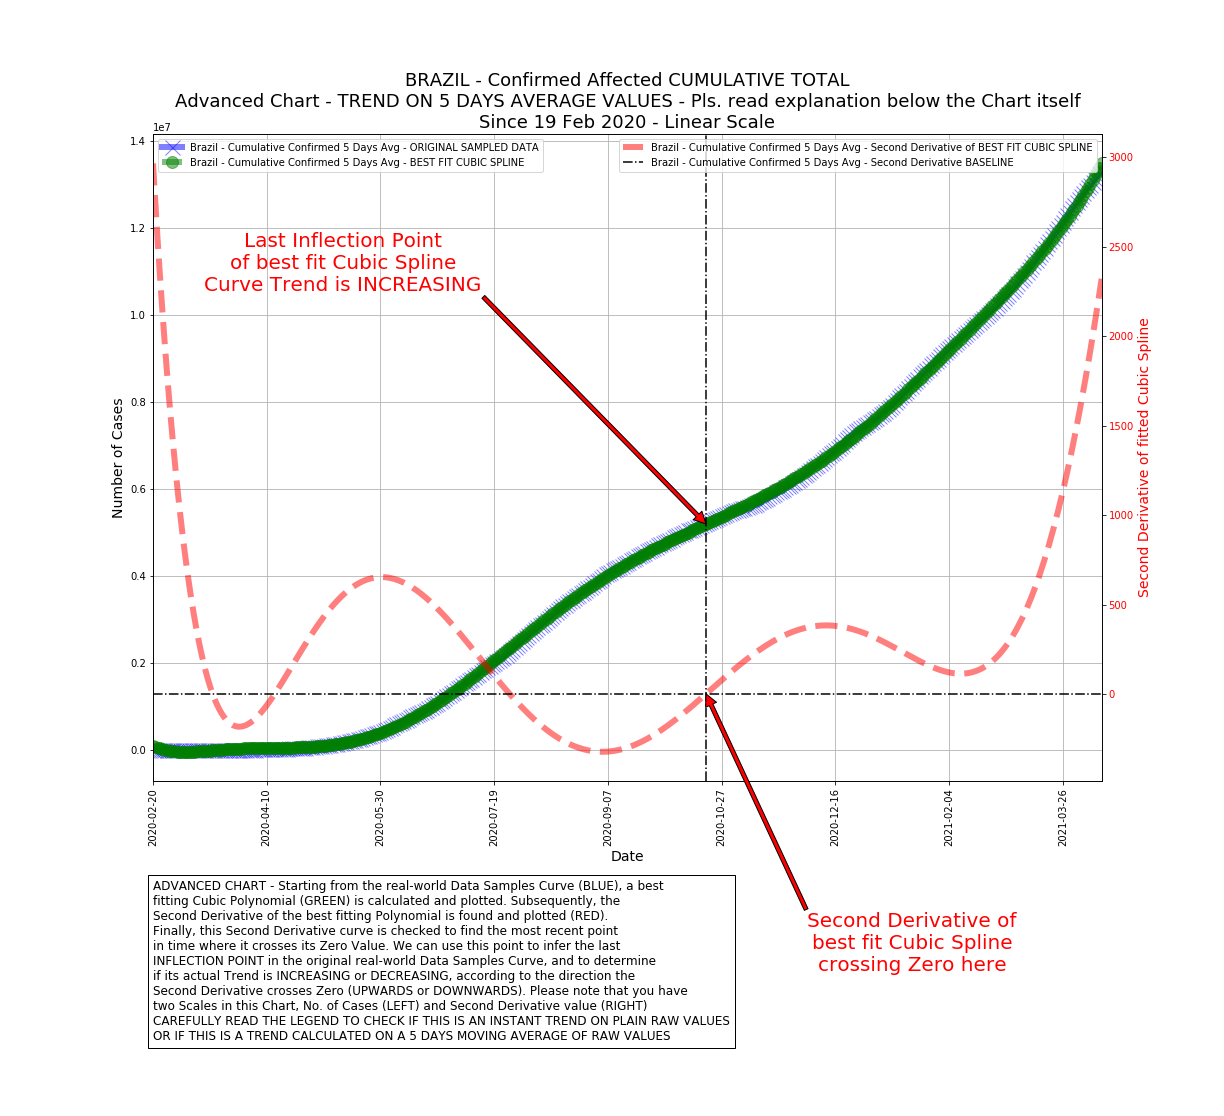 BRAZIL - Confirmed Affected CUMULATIVE TOTAL
Advanced Chart - TREND ON 5 DAYS AVERAGE VALUES - Pls. read explanation below the Chart itself
Since 19 Feb 2020 - Linear Scale
1e7
Brazil - Cumulative Confirmed 5 Days Avg - ORIGINAL SAMPLED DATA
Brazil - Cumulative Confirmed 5 Days Avg - BEST FIT CUBIC SPLINE
Brazil - Cumulative Confirmed 5 Days Avg - Second Derivative of BEST FIT CUBIC SPLINE
Brazil - Cumulative Confirmed 5 Days Avg - Second Derivative BASELINE
Last Inflection Point
of best fit Cubic Spline
Curve Trend is INCREASING
Number of Cases
1.4
1.2
1.0
0.8
0.6
0.4
0.2
0.0
3000
2500
2000
1500
1000
500
0
Second Derivative of fitted Cubic Spline
2020-02-20
2020-04-10
2020-05-30
2020-07-19
2020-09-07
2020-10-27
2020-12-16
2021-02-04
2021-03-26
Date
Second Derivative of
best fit Cubic Spline
crossing Zero here
ADVANCED CHART - Starting from the real-world Data Samples Curve (BLUE), a best
fitting Cubic Polynomial (GREEN) is calculated and plotted. Subsequently, the
Second Derivative of the best fitting Polynomial is found and plotted (RED).
Finally, this Second Derivative curve is checked to find the most recent point
in time where it crosses its Zero Value. We can use this point to infer the last
INFLECTION POINT in the original real-world Data Samples Curve, and to determine
if its actual Trend is INCREASING or DECREASING, according to the direction the
Second Derivative crosses Zero (UPWARDS or DOWNWARDS). Please note that you have
two Scales in this Chart, No. of Cases (LEFT) and Second Derivative value (RIGHT)
CAREFULLY READ THE LEGEND TO CHECK IF THIS IS AN INSTANT TREND ON PLAIN RAW VALUES
OR IF THIS IS A TREND CALCULATED ON A 5 DAYS MOVING AVERAGE OF RAW VALUES